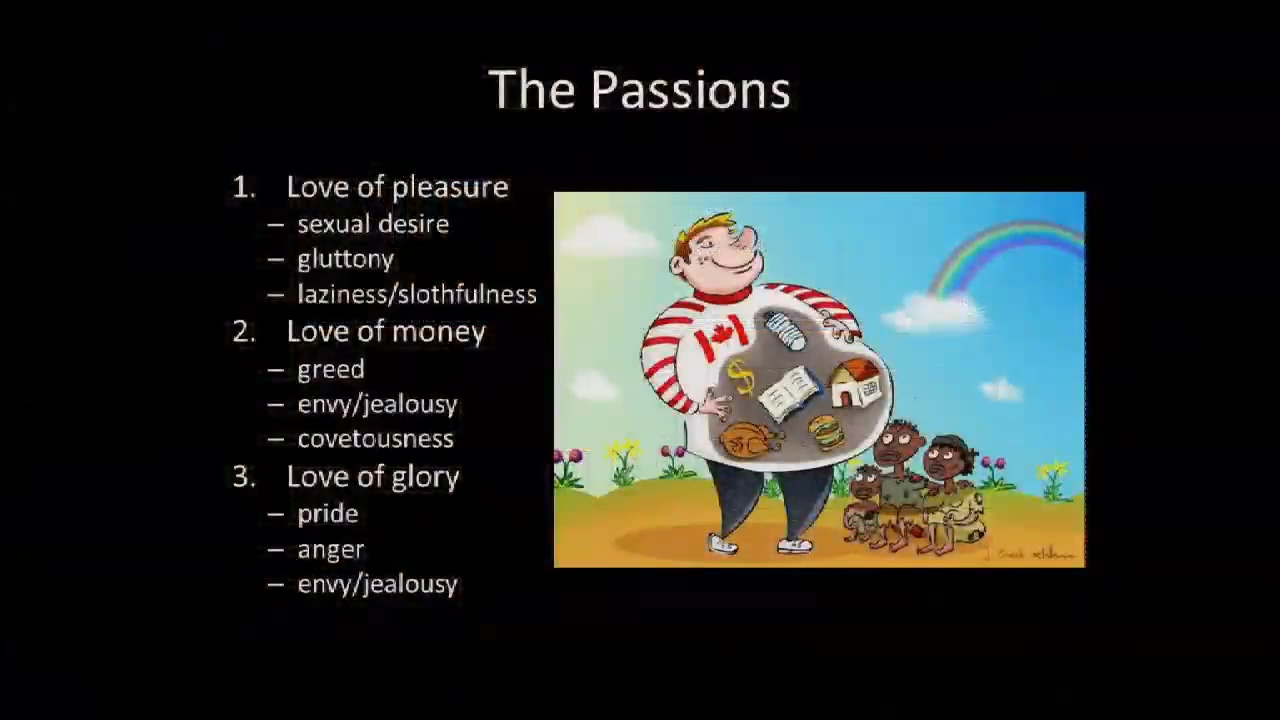 The Passions
1. Love of pleasure
– sexual desire
– gluttony
– laziness/slothfulness
2. Love of money
– greed
– envy/jealousy
– covetousness
3. Love of glory
– pride
– anger
– envy/jealousy
$